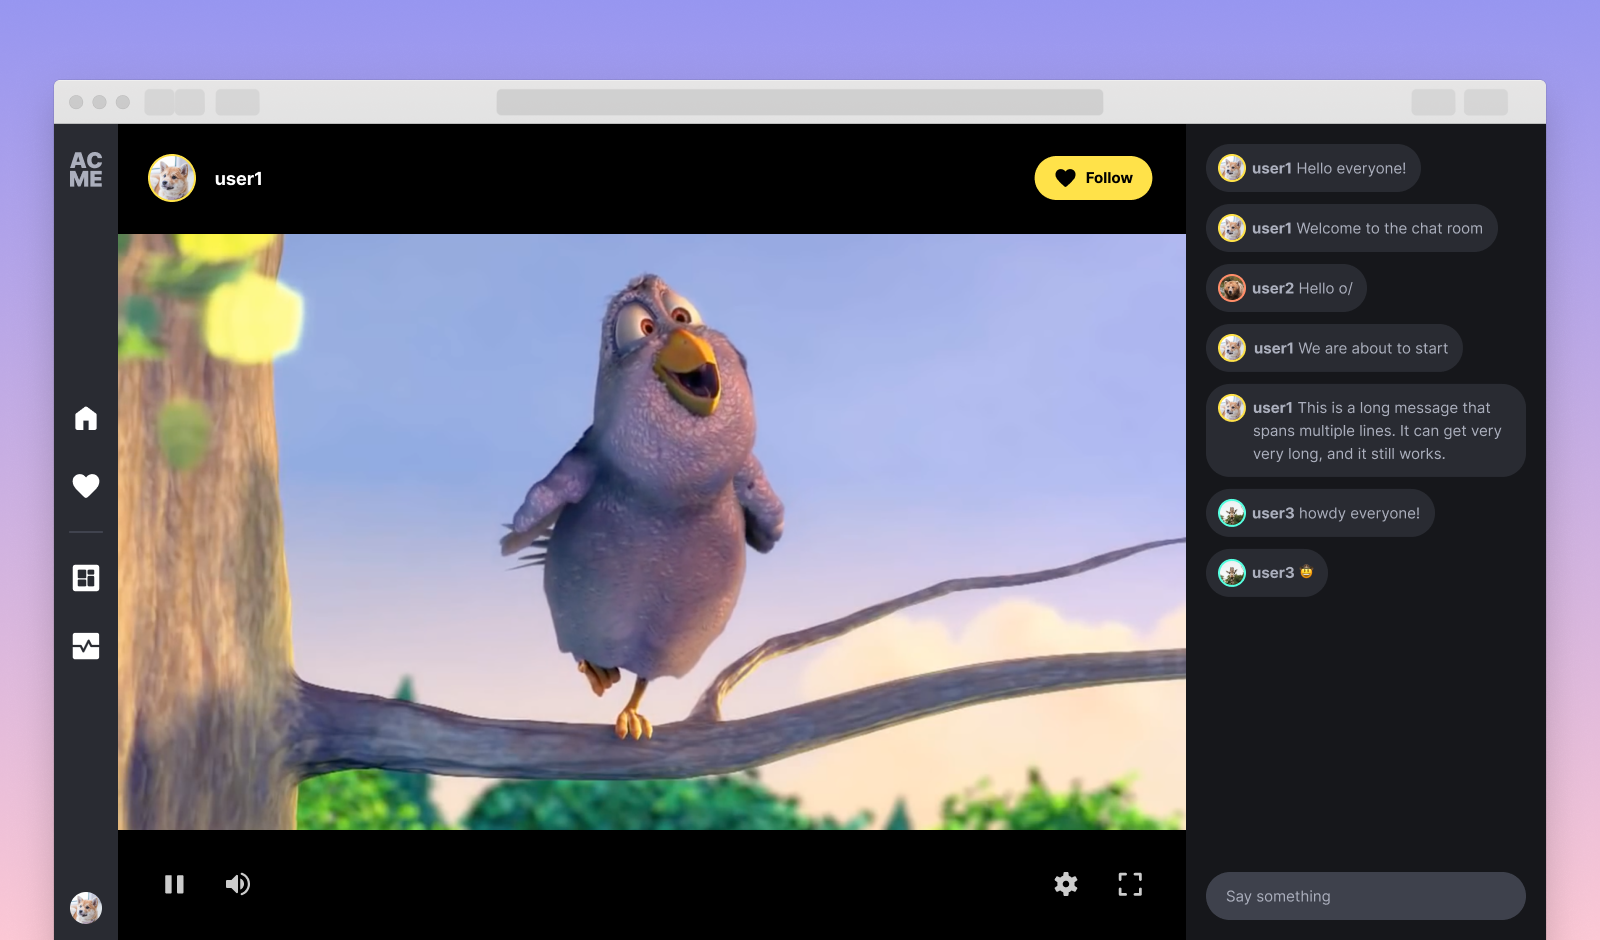 AC
ME
user1
Follow
user1 Hello everyone!
user1 Welcome to the chat room
user2 Hello o/
user1 We are about to start
user1 This is a long message that
spans multiple lines. It can get very
very long, and it still works.
user3 howdy everyone!
user3 🤠
Say something